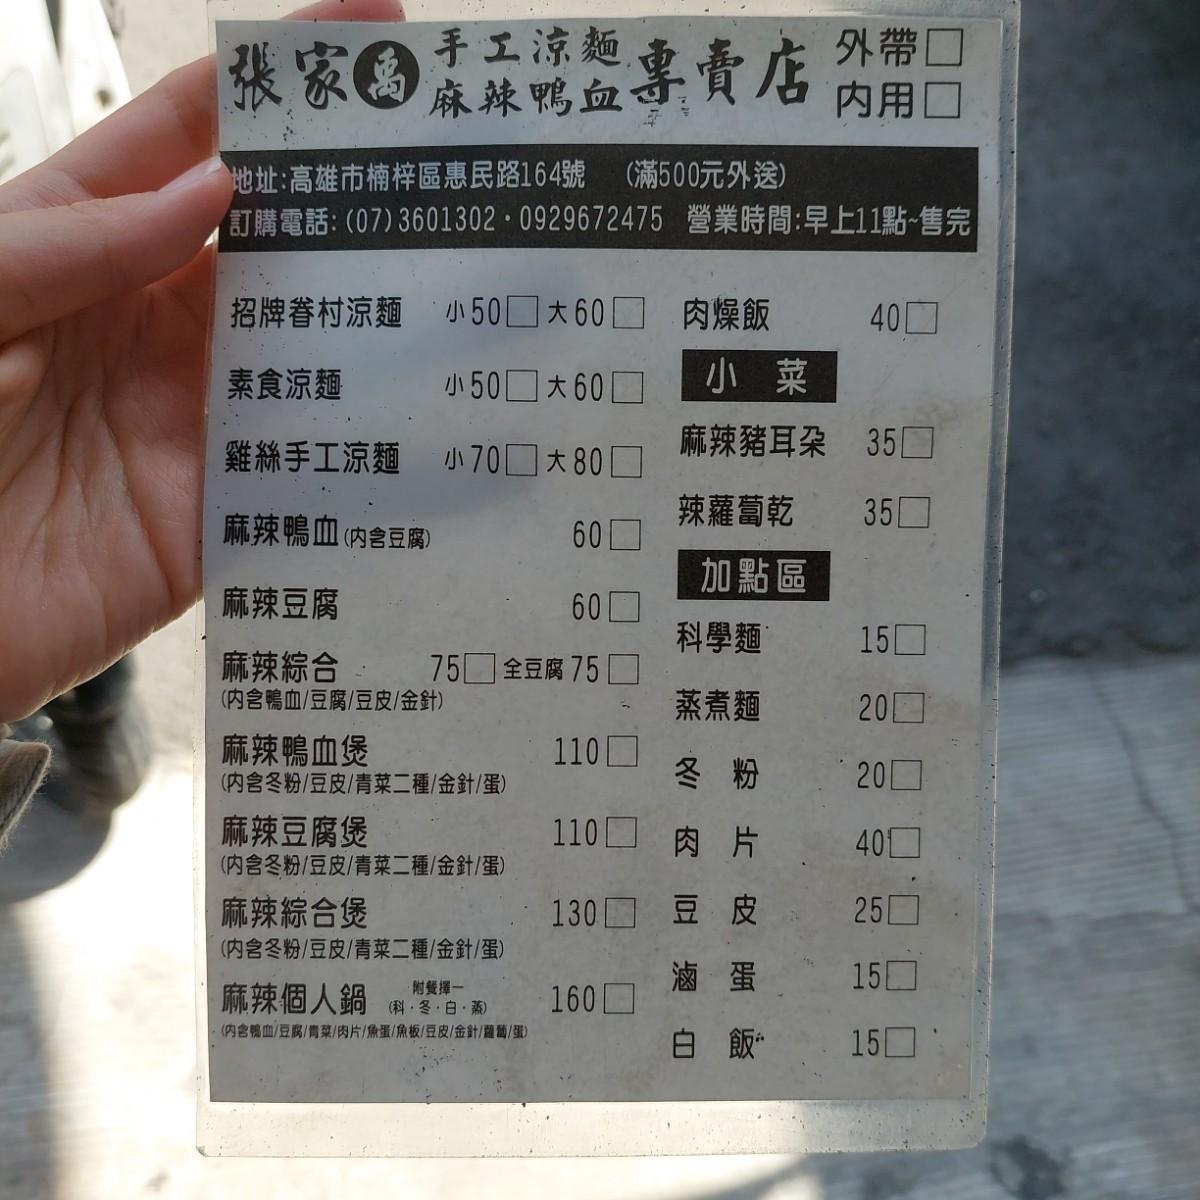 張家禹 手工涼麵 麻辣鴨血 專賣店
外帶□
內用□
地址:高雄市楠梓區惠民路164號 (滿500元外送)
訂購電話:(07)3601302·0929672475 營業時間:早上11點~售完
招牌眷村涼麵 小50□大60□
素食涼麵 小50□大60□
雞絲手工涼麵 小70□大80□
麻辣鴨血(內含豆腐) 60□
麻辣豆腐 60□
麻辣綜合 75□全豆腐75□
(內含鴨血/豆腐/豆皮/金針)
麻辣鴨血煲 110□
(內含冬粉/豆皮/青菜二種/金針/蛋)
麻辣豆腐煲 110□
(內含冬粉/豆皮/青菜二種/金針/蛋)
麻辣綜合煲 130□
(內含冬粉/豆皮/青菜二種/金針/蛋)
麻辣個人鍋 附餐擇一 (科·冬·白·蒸) 160□
(內含鴨血/豆腐/青菜/肉片/魚蛋/魚板/豆皮/金針/蘿蔔/蛋)
肉燥飯 40□
小菜
麻辣豬耳朵 35□
辣蘿蔔乾 35□
加點區
科學麵 15□
蒸煮麵 20□
冬粉 20□
肉片 40□
豆皮 25□
滷蛋 15□
白飯 15□